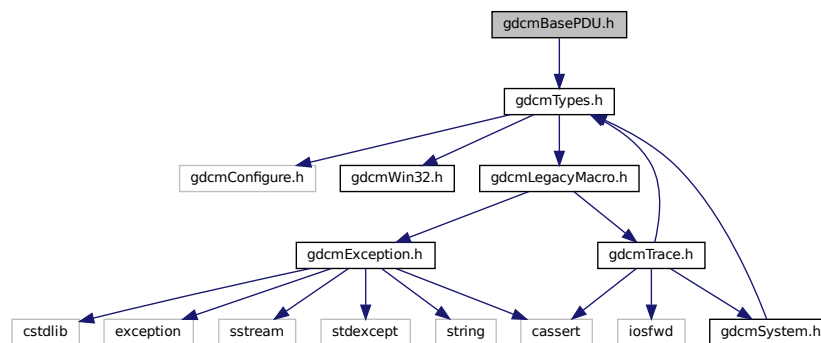 gdcmBasePDU.h
gdcmTypes.h
gdcmConfigure.h
gdcmWin32.h
gdcmLegacyMacro.h
gdcmException.h
gdcmTrace.h
cstdlib
exception
sstream
stdexcept
string
cassert
iosfwd
gdcmSystem.h